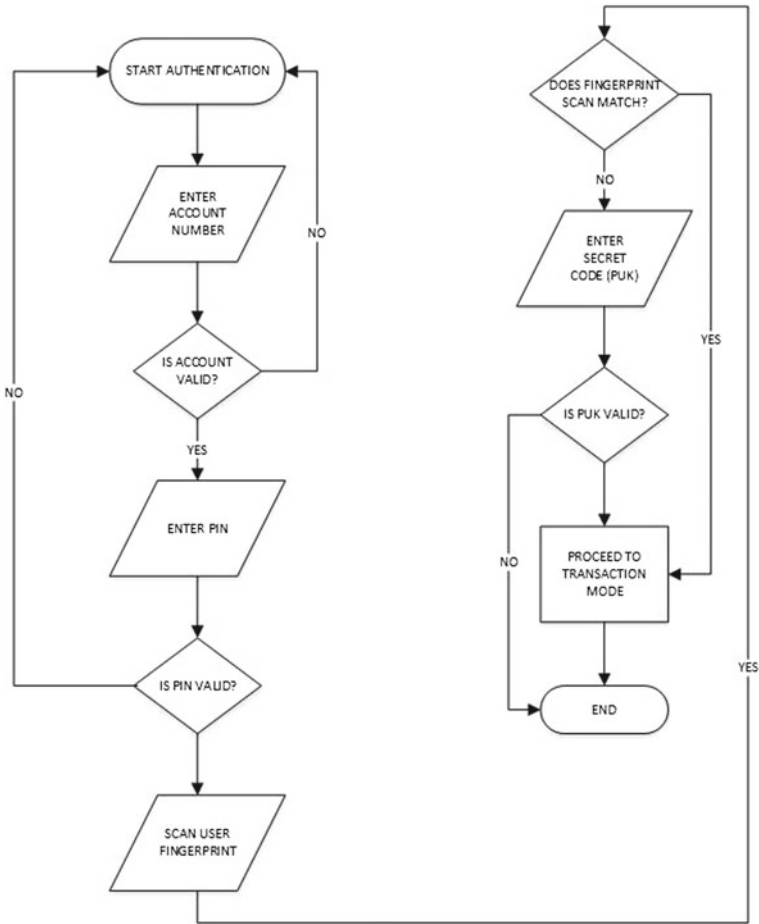 START AUTHENTICATION
ENTER
ACCOUNT
NUMBER
NO
IS ACCOUNT
VALID?
NO
YES
ENTER PIN
IS PIN VALID?
SCAN USER
FINGERPRINT
DOES FINGERPRINT
SCAN MATCH?
NO
ENTER
SECRET
CODE (PUK)
YES
IS PUK VALID?
NO
PROCEED TO
TRANSACTION
MODE
YES
END